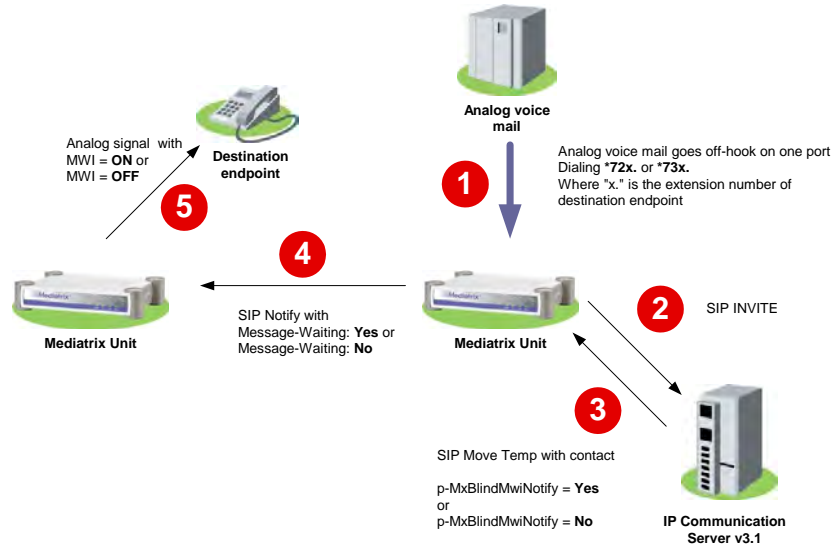 Analog voice
mail
Analog signal with
MWI = ON or
MWI = OFF
Destination
endpoint
Analog voice mail goes off-hook on one port
Dialing *72x. or *73x.
Where "x." is the extension number of
destination endpoint
1
5
4
Mediatrix
Mediatrix Unit
SIP Notify with
Message-Waiting: Yes or
Message-Waiting: No
Mediatrix
Mediatrix Unit
2
SIP INVITE
3
SIP Move Temp with contact
p-MxBlindMwiNotify = Yes
or
p-MxBlindMwiNotify = No
IP Communication
Server v3.1